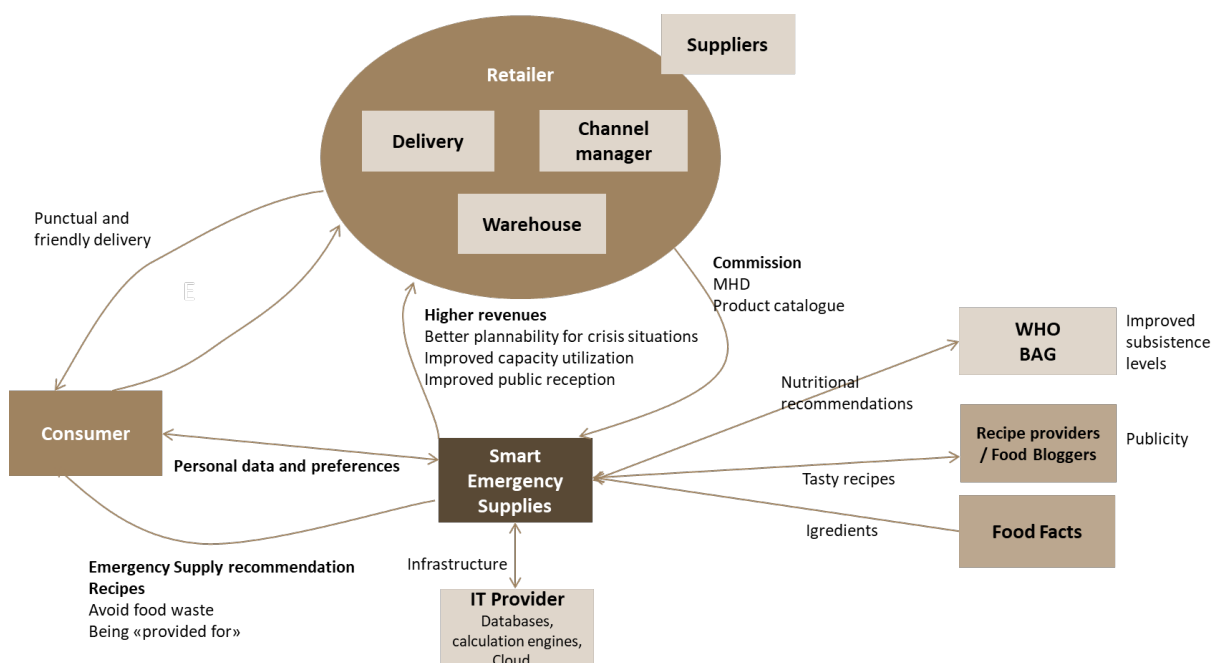 Suppliers
Retailer
Delivery
Channel
manager
Warehouse
Punctual and
friendly delivery
E
Commission
MHD
Product catalogue
Higher revenues
Better plannability for crisis situations
Improved capacity utilization
Improved public reception
WHO
BAG
Improved
subsistence
levels
Nutritional
recommendations
Consumer
Personal data and preferences
Smart
Emergency
Supplies
Recipe providers
/ Food Bloggers
Publicity
Tasty recipes
Igredients
Food Facts
Emergency Supply recommendation
Recipes
Avoid food waste
Being «provided for»
Infrastructure
IT Provider
Databases,
calculation engines,
Cloud